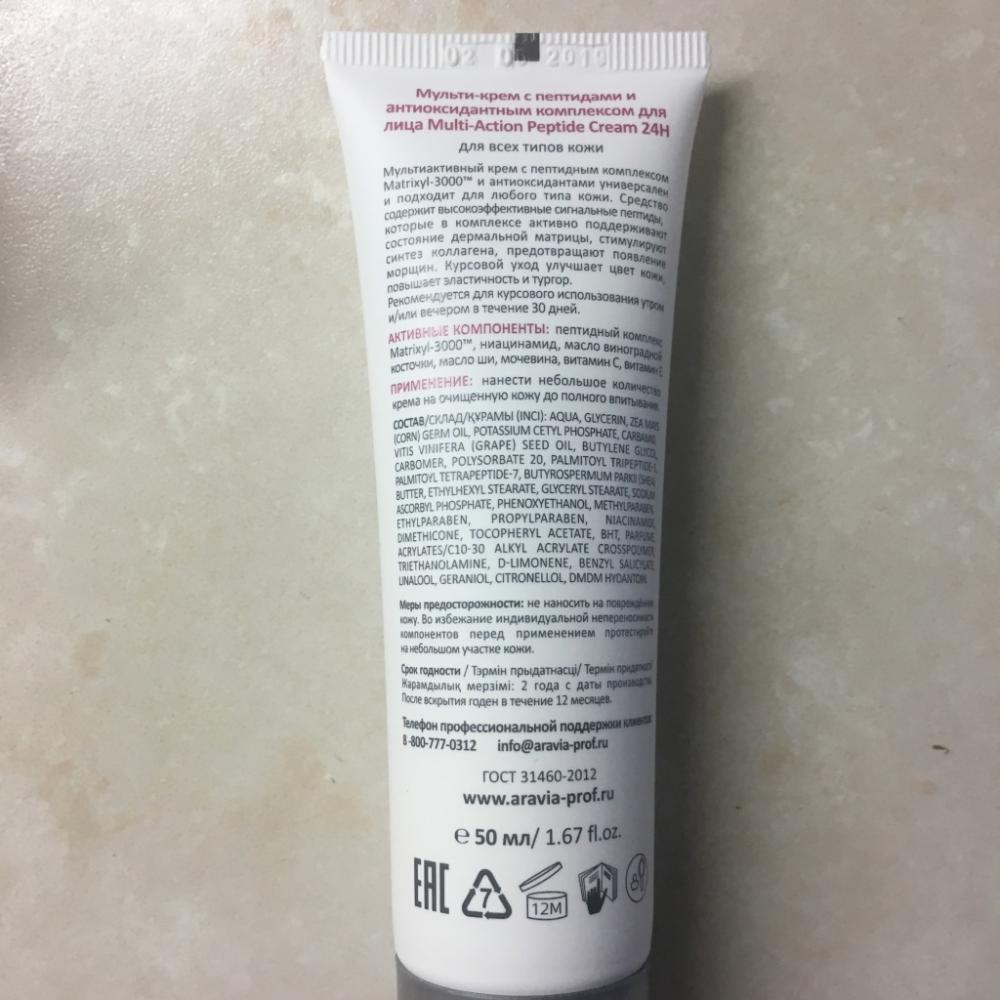 02 2019
Мульти-крем с пептидами и
антиоксидантным комплексом для
лица Multi-Action Peptide Cream 24H
для всех типов кожи
Мультиактивный крем с пептидным комплексом
Matrixyl-3000™ и антиоксидантами универсален
и подходит для любого типа кожи. Средство
содержит высокоэффективные сигнальные пептиды,
которые в комплексе активно поддерживают
состояние дермальной матрицы, стимулируют
синтез коллагена, предотвращают появление
морщин. Курсовой уход улучшает цвет кожи,
повышает эластичность и тургор.
Рекомендуется для курсового использования утром
и/или вечером в течение 30 дней.
АКТИВНЫЕ КОМПОНЕНТЫ: пептидный комплекс
Matrixyl-3000™, ниацинамид, масло виноградной
косточки, масло ши, мочевина, витамин С, витамин Е.
ПРИМЕНЕНИЕ: нанести небольшое количество
крема на очищенную кожу до полного впитывания.
СОСТАВ/СКЛАД/ҚҰРАМЫ (INCI): AQUA, GLYCERIN, ZEA MAYS
(CORN) GERM OIL, POTASSIUM CETYL PHOSPHATE, CARBAMID,
VITIS VINIFERA (GRAPE) SEED OIL, BUTYLENE GLYCOL,
CARBOMER, POLYSORBATE 20, PALMITOYL TRIPEPTIDE-1,
PALMITOYL TETRAPEPTIDE-7, BUTYROSPERMUM PARKII (SHEA)
BUTTER, ETHYLHEXYL STEARATE, GLYCERYL STEARATE, SODIUM
ASCORBYL PHOSPHATE, PHENOXYETHANOL, METHYLPARABEN,
ETHYLPARABEN, PROPYLPARABEN, NIACINAMIDE,
DIMETHICONE, TOCOPHERYL ACETATE, BHT, PARFUME,
ACRYLATES/C10-30 ALKYL ACRYLATE CROSSPOLYMER,
TRIETHANOLAMINE, D-LIMONENE, BENZYL SALICYLATE,
LINALOOL, GERANIOL, CITRONELLOL, DMDM HYDANTOIN.
Меры предосторожности: не наносить на повреждённую
кожу. Во избежание индивидуальной непереносимости
компонентов перед применением протестируйте
на небольшом участке кожи.
Срок годности / Тэрмін прыдатнасці/ Термін придатності/
Жарамдылық мерзімі: 2 года с даты производства.
После вскрытия годен в течение 12 месяцев.
Телефон профессиональной поддержки клиентов:
8-800-777-0312 info@aravia-prof.ru
ГОСТ 31460-2012
www.aravia-prof.ru
℮ 50 мл/ 1.67 fl.oz.
EAC 7 12M